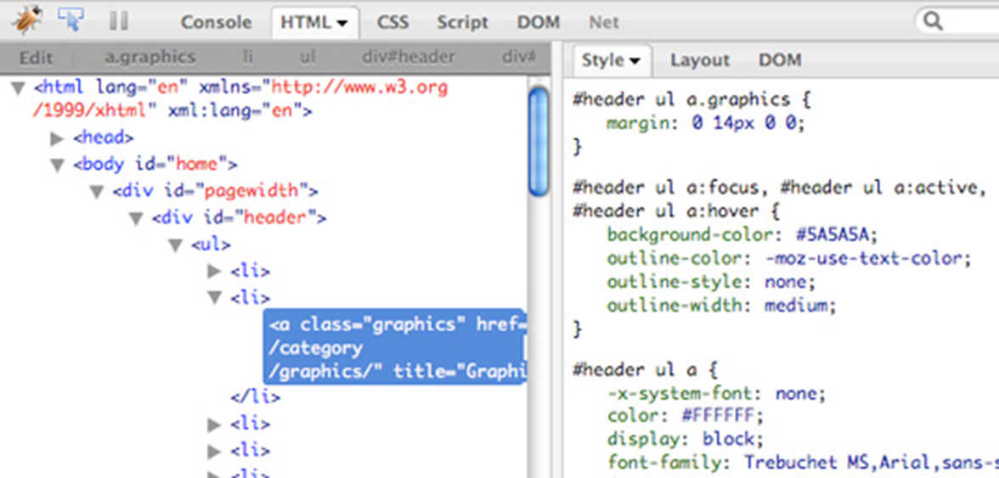 Console HTML CSS Script DOM Net
Edit a.graphics li ul div#header div#
<html lang="en" xmlns="http://www.w3.org
/1999/xhtml" xml:lang="en">
<head>
<body id="home">
<div id="pagewidth">
<div id="header">
<ul>
<li>
<li>
<a class="graphics" href=
/category
/graphics/" title="Graphi
</li>
<li>
<li>
<li>
Style Layout DOM
#header ul a.graphics {
margin: 0 14px 0 0;
}
#header ul a:focus, #header ul a:active,
#header ul a:hover {
background-color: #5A5A5A;
outline-color: -moz-use-text-color;
outline-style: none;
outline-width: medium;
}
#header ul a {
-x-system-font: none;
color: #FFFFFF;
display: block;
font-family: Trebuchet MS,Arial,sans-s